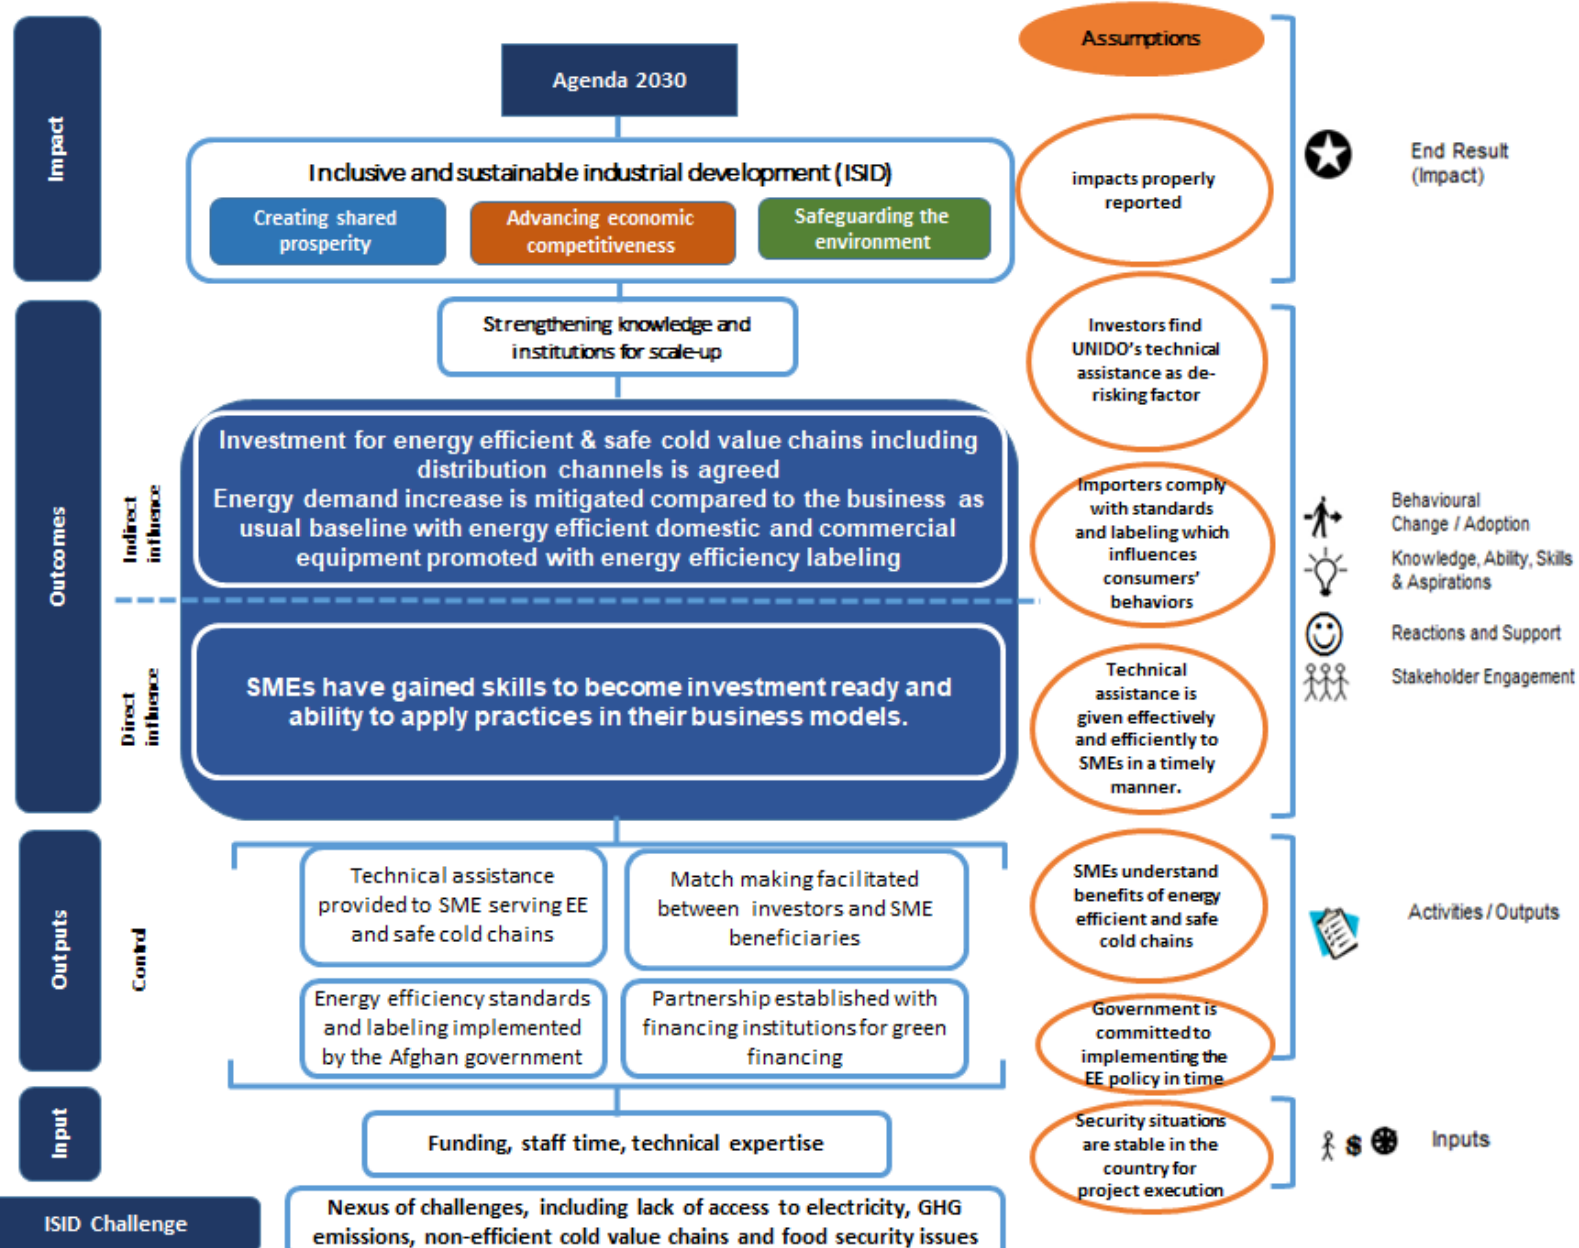 Impact
Agenda 2030
Inclusive and sustainable industrial development (ISID)
Creating shared
prosperity
Advancing economic
competitiveness
Safeguarding the
environment
Assumptions
impacts properly
reported
End Result
(Impact)
Outcomes
Indirect
influence
Direct
influence
Strengthening knowledge and
institutions for scale-up
Investment for energy efficient & safe cold value chains including
distribution channels is agreed
Energy demand increase is mitigated compared to the business as
usual baseline with energy efficient domestic and commercial
equipment promoted with energy efficiency labeling
SMEs have gained skills to become investment ready and
ability to apply practices in their business models.
Investors find
UNIDO's technical
assistance as de-
risking factor
Importers comply
with standards
and labeling which
influences
consumers'
behaviors
Technical
assistance is
given effectively
and efficiently to
SMEs in a timely
manner.
Behavioural
Change / Adoption
Knowledge, Ability, Skills
& Aspirations
Reactions and Support
Stakeholder Engagement
Outputs
Control
Technical assistance
provided to SME serving EE
and safe cold chains
Match making facilitated
between investors and SME
beneficiaries
Energy efficiency standards
and labeling implemented
by the Afghan government
Partnership established with
financing institutions for green
financing
SMEs understand
benefits of energy
efficient and safe
cold chains
Government is
committed to
implementing the
EE policy in time
Activities / Outputs
Input
Funding, staff time, technical expertise
Security situations
are stable in the
country for
project execution
$
Inputs
ISID Challenge
Nexus of challenges, including lack of access to electricity, GHG
emissions, non-efficient cold value chains and food security issues